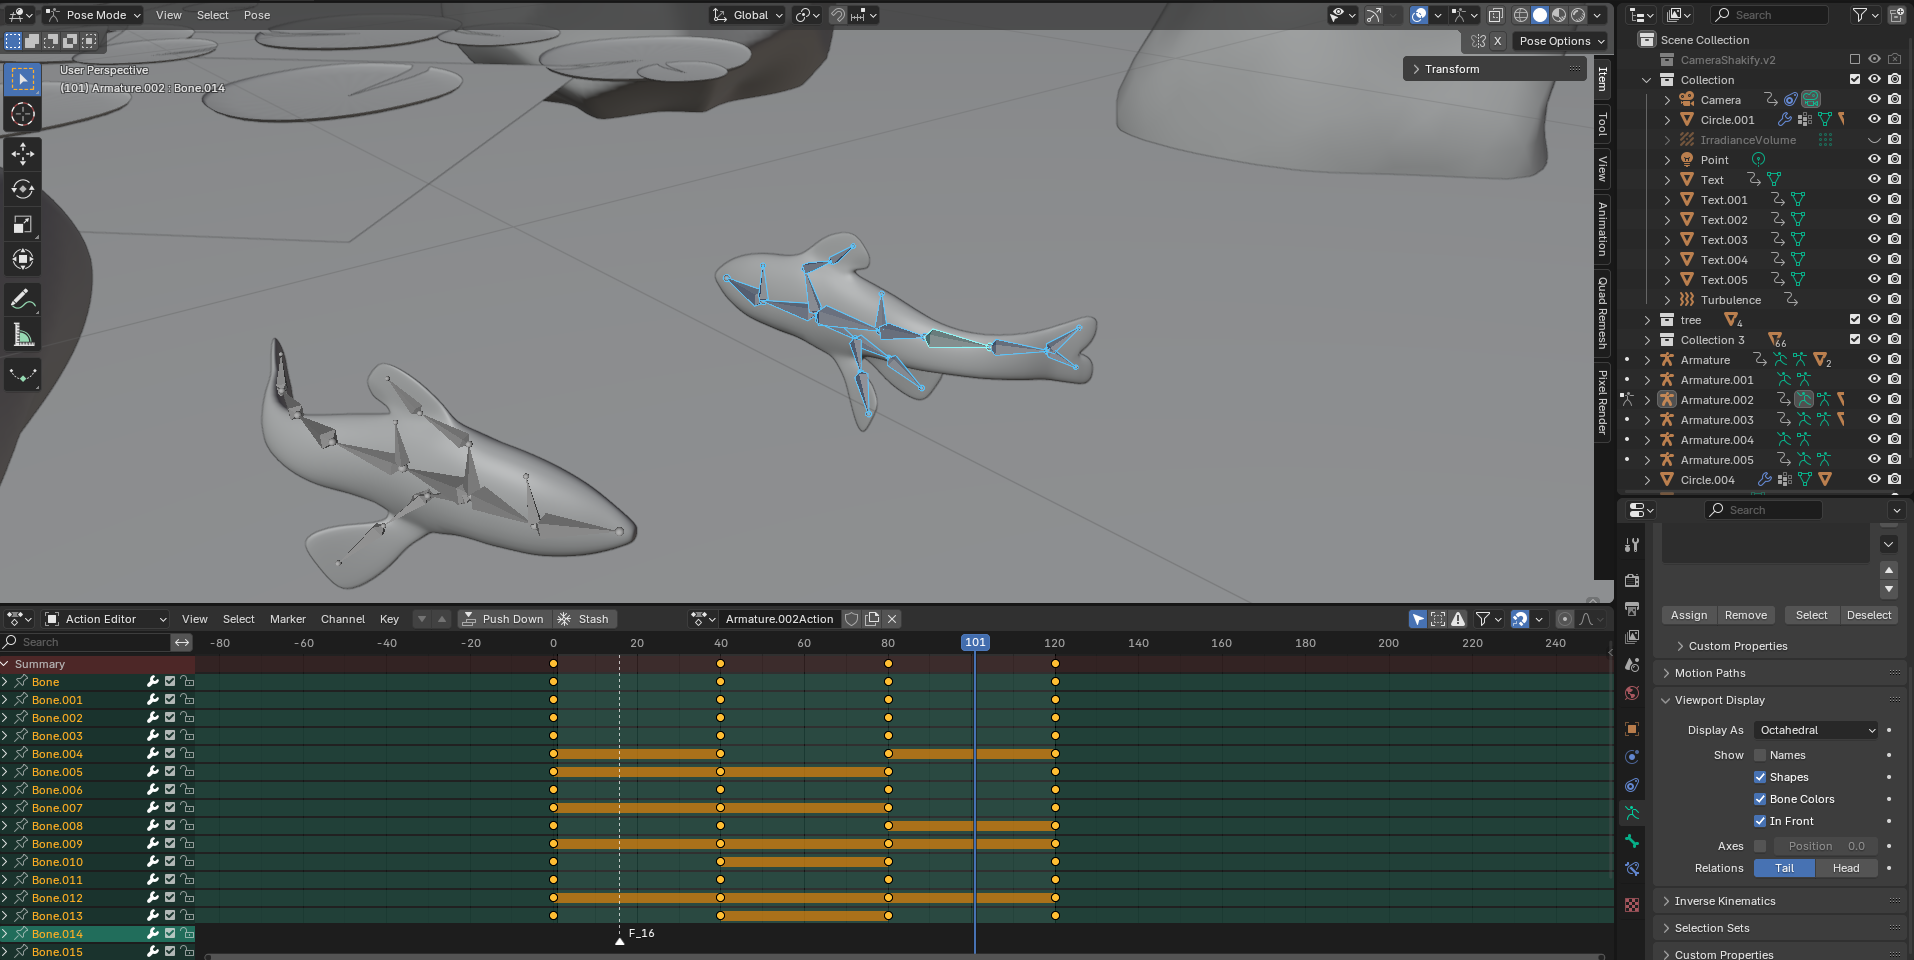 Pose Mode View Select Pose Global
X Pose Options
User Perspective
(101) Armature.002 : Bone.014
Transform
Item
Tool
View
Animation
Quad Remesh
Pixel Render
Search
Scene Collection
CameraShakify.v2
Collection
Camera
Circle.001
IrradianceVolume
Point
Text
Text.001
Text.002
Text.003
Text.004
Text.005
Turbulence
tree 4
Collection 3 66
Armature 2
Armature.001
Armature.002
Armature.003
Armature.004
Armature.005
Circle.004
Search
Assign Remove Select Deselect
Custom Properties
Motion Paths
Viewport Display
Display As Octahedral
Show Names
Shapes
Bone Colors
In Front
Axes Position 0.0
Relations Tail Head
Inverse Kinematics
Selection Sets
Custom Properties
Action Editor View Select Marker Channel Key Push Down Stash Armature.002Action
Search -80 -60 -40 -20 0 20 40 60 80 101 120 140 160 180 200 220 240
Summary
Bone
Bone.001
Bone.002
Bone.003
Bone.004
Bone.005
Bone.006
Bone.007
Bone.008
Bone.009
Bone.010
Bone.011
Bone.012
Bone.013
Bone.014 F_16
Bone.015